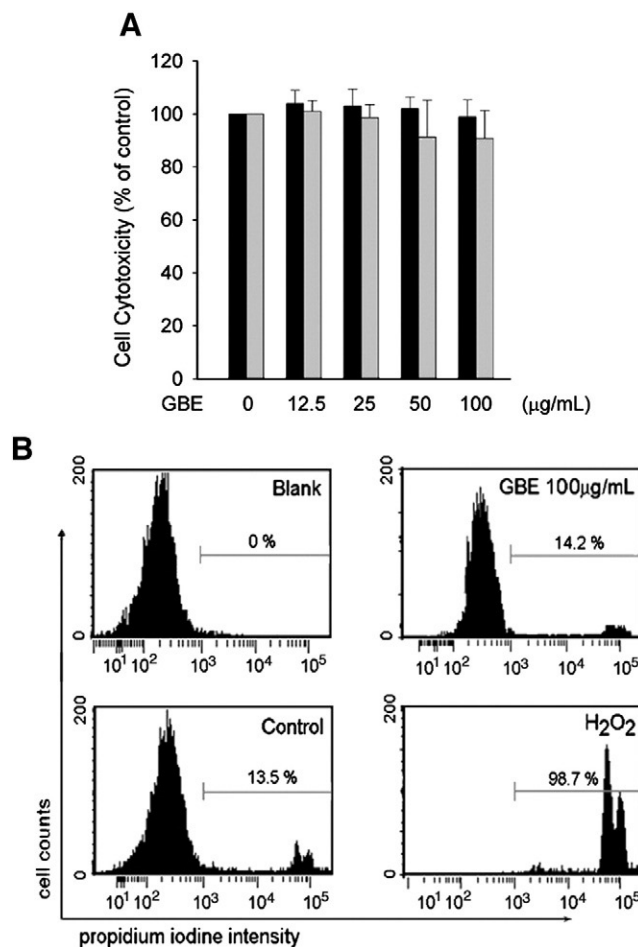 A
Cell Cytotoxicity (% of control)
120
100
80
60
40
20
0
GBE 0 12.5 25 50 100 (μg/mL)
B
cell counts
200
0
Blank
0 %
10¹ 10² 10³ 10⁴ 10⁵
200
0
GBE 100μg/mL
14.2 %
10¹ 10² 10³ 10⁴ 10⁵
200
0
Control
13.5 %
10¹ 10² 10³ 10⁴ 10⁵
200
0
H₂O₂
98.7 %
10¹ 10² 10³ 10⁴ 10⁵
propidium iodine intensity